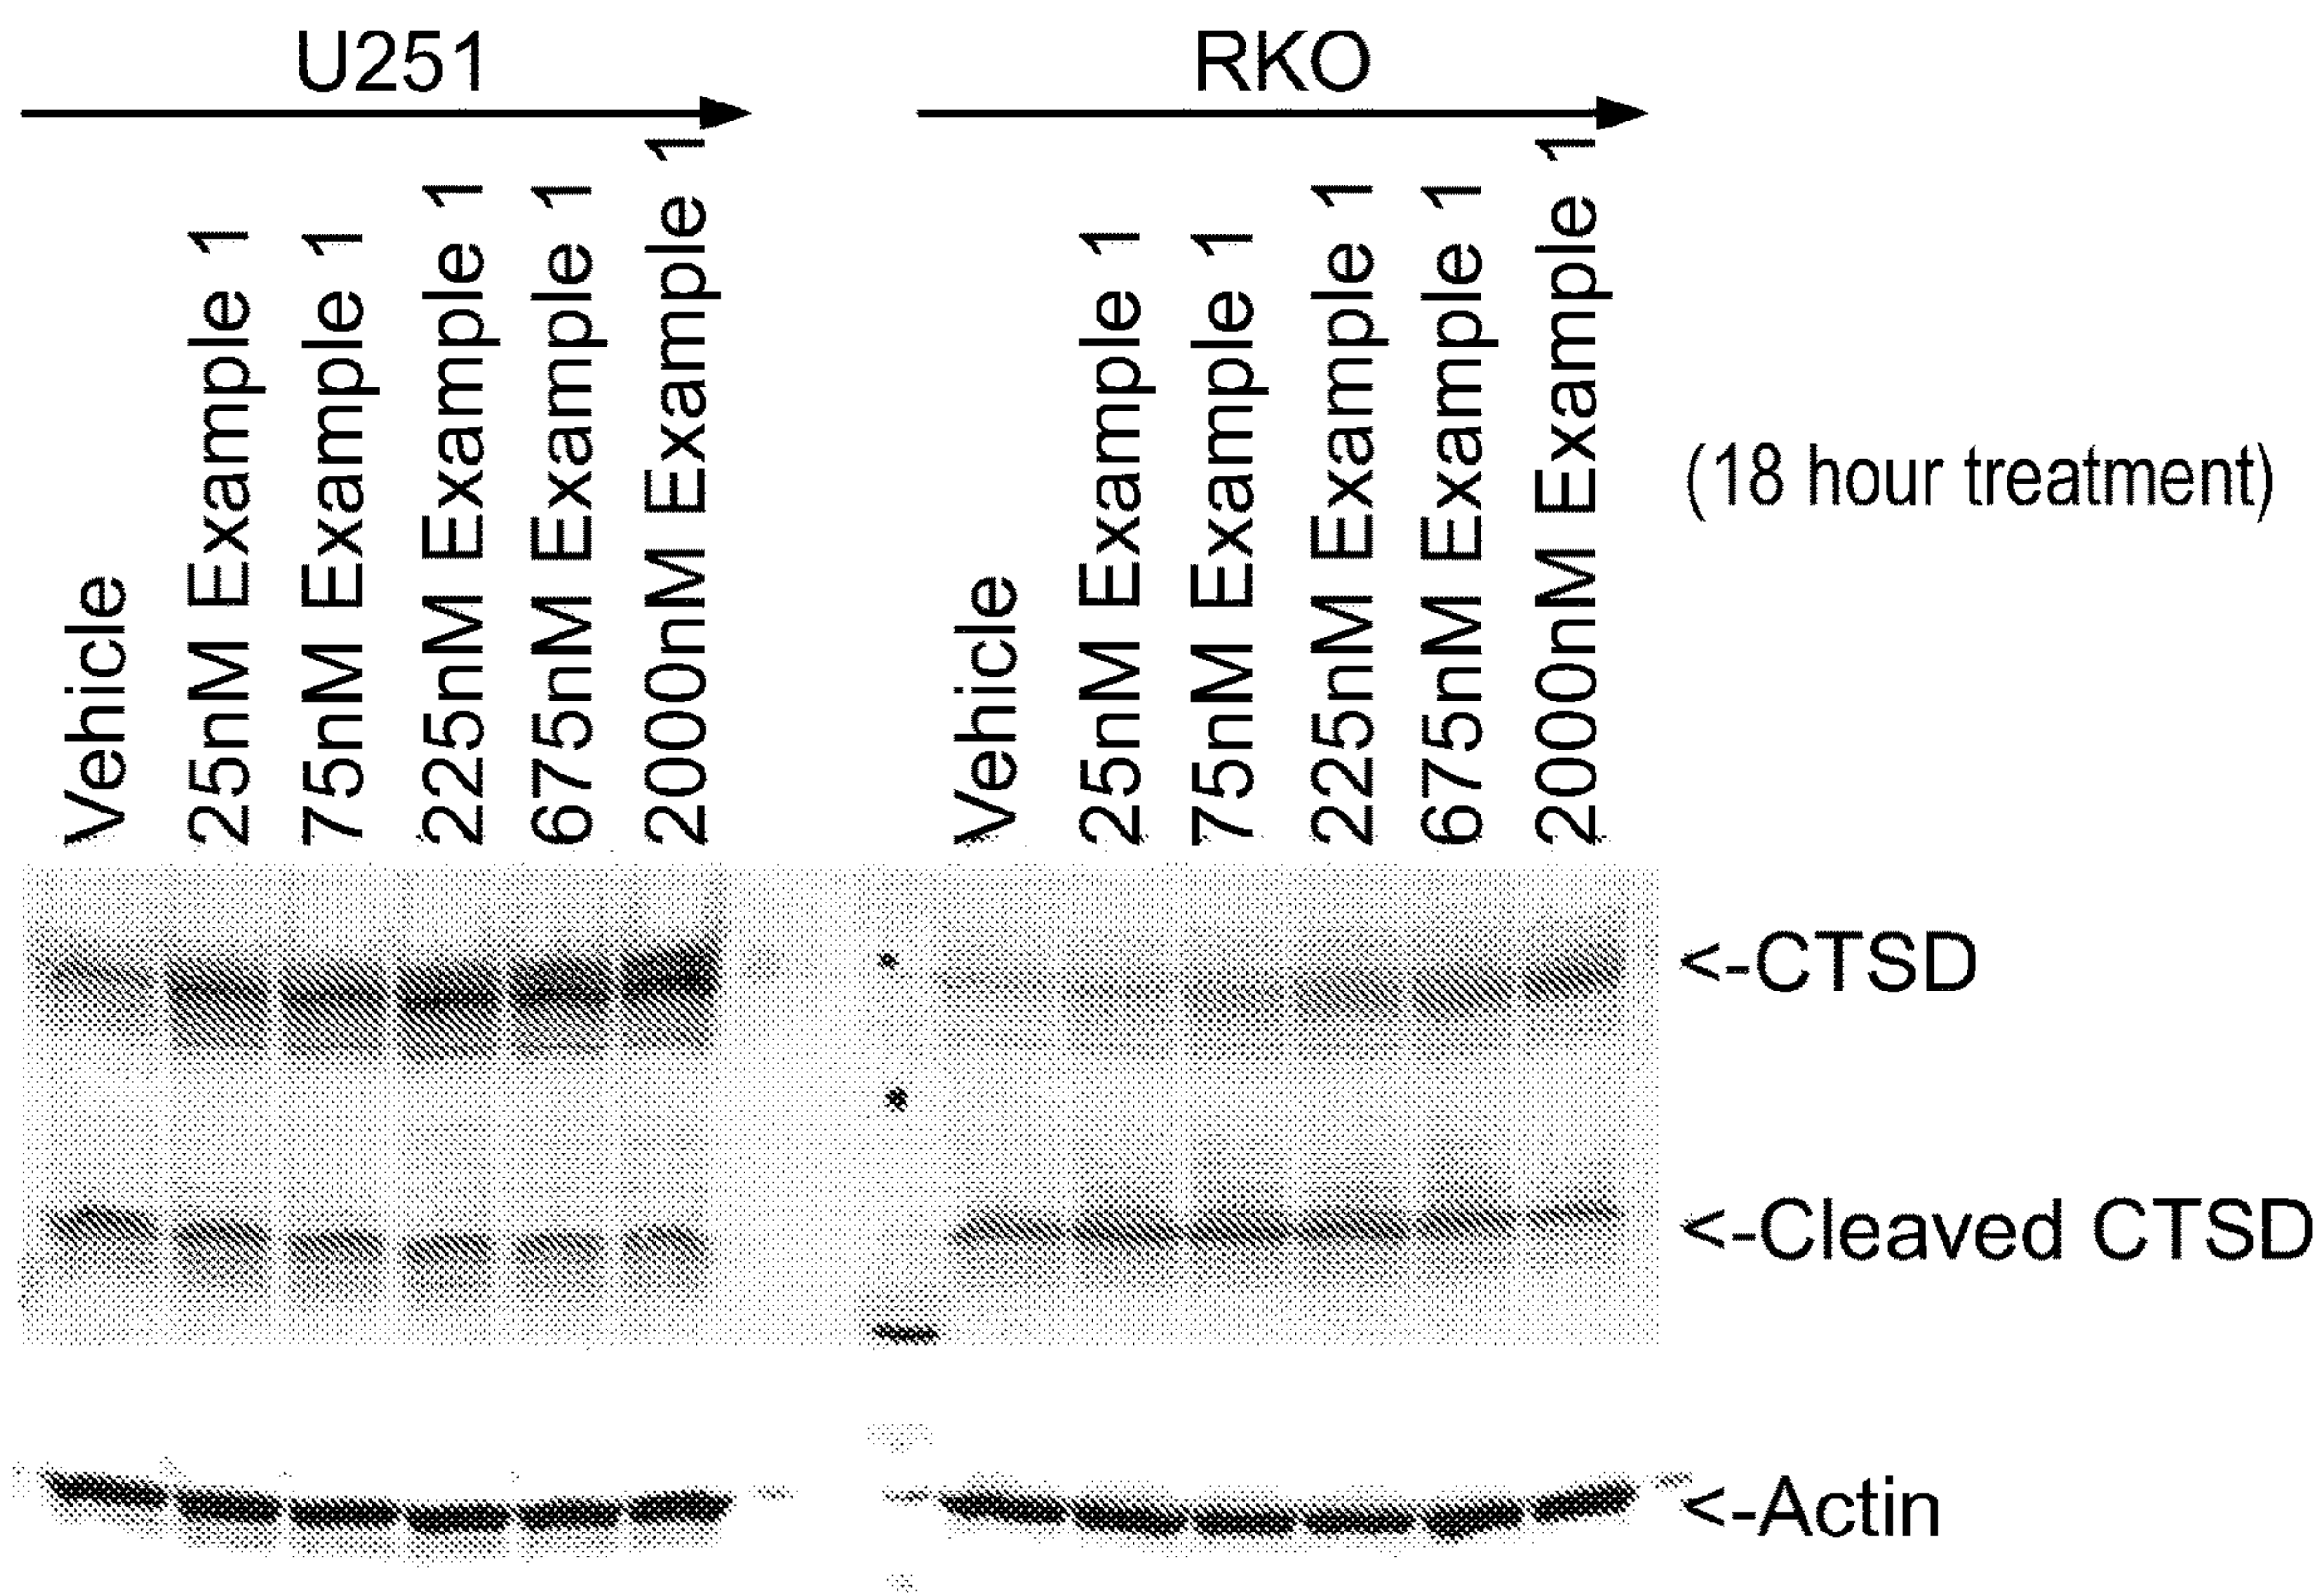 U251
RKO
Vehicle
25nM Example 1
75nM Example 1
225nM Example 1
675nM Example 1
2000nM Example 1
Vehicle
25nM Example 1
75nM Example 1
225nM Example 1
675nM Example 1
2000nM Example 1
(18 hour treatment)
<-CTSD
<-Cleaved CTSD
<-Actin